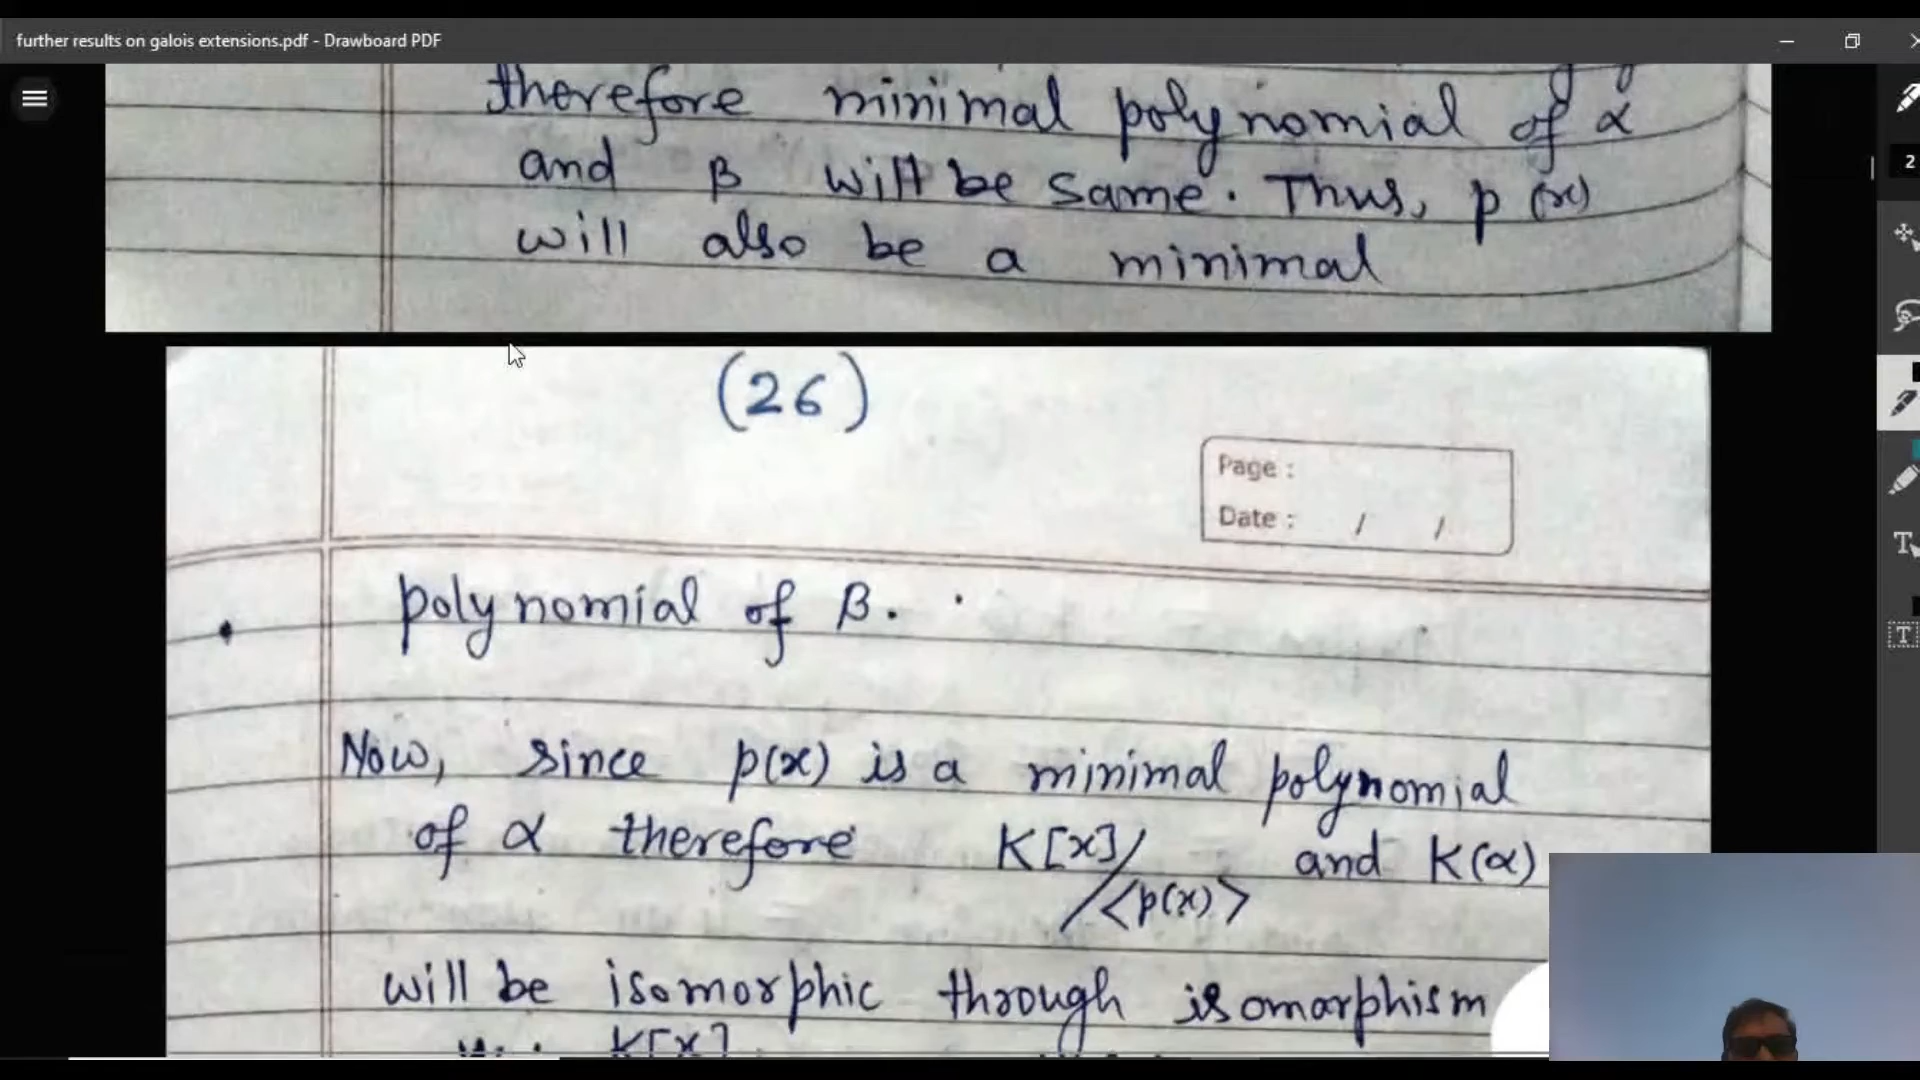 further results on galois extensions.pdf - Drawboard PDF
therefore minimal polynomial of α
2
and β will be same. Thus, p(x)
will also be a minimal
(26)
Page :
Date : / /
polynomial of β.
Now, since p(x) is a minimal polynomial
of α therefore K[x]/<p(x)> and K(α)
will be isomorphic through isomorphism
K[x]